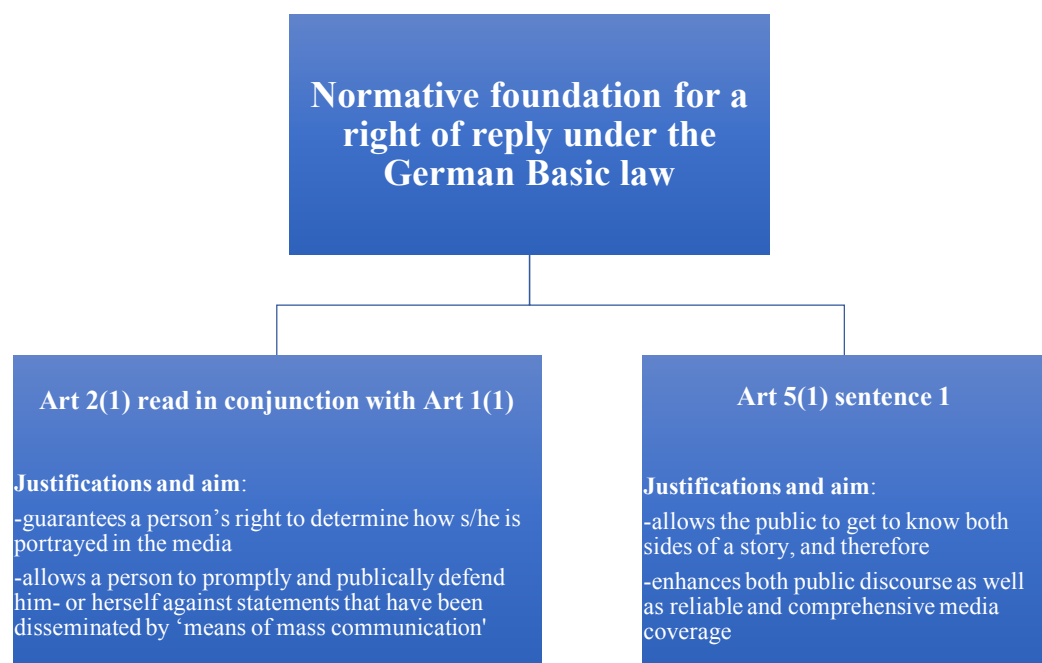 Normative foundation for a
right of reply under the
German Basic law
Art 2(1) read in conjunction with Art 1(1)
Justifications and aim:
-guarantees a person’s right to determine how s/he is
portrayed in the media
-allows a person to promptly and publically defend
him- or herself against statements that have been
disseminated by ‘means of mass communication'
Art 5(1) sentence 1
Justifications and aim:
-allows the public to get to know both
sides of a story, and therefore
-enhances both public discourse as well
as reliable and comprehensive media
coverage